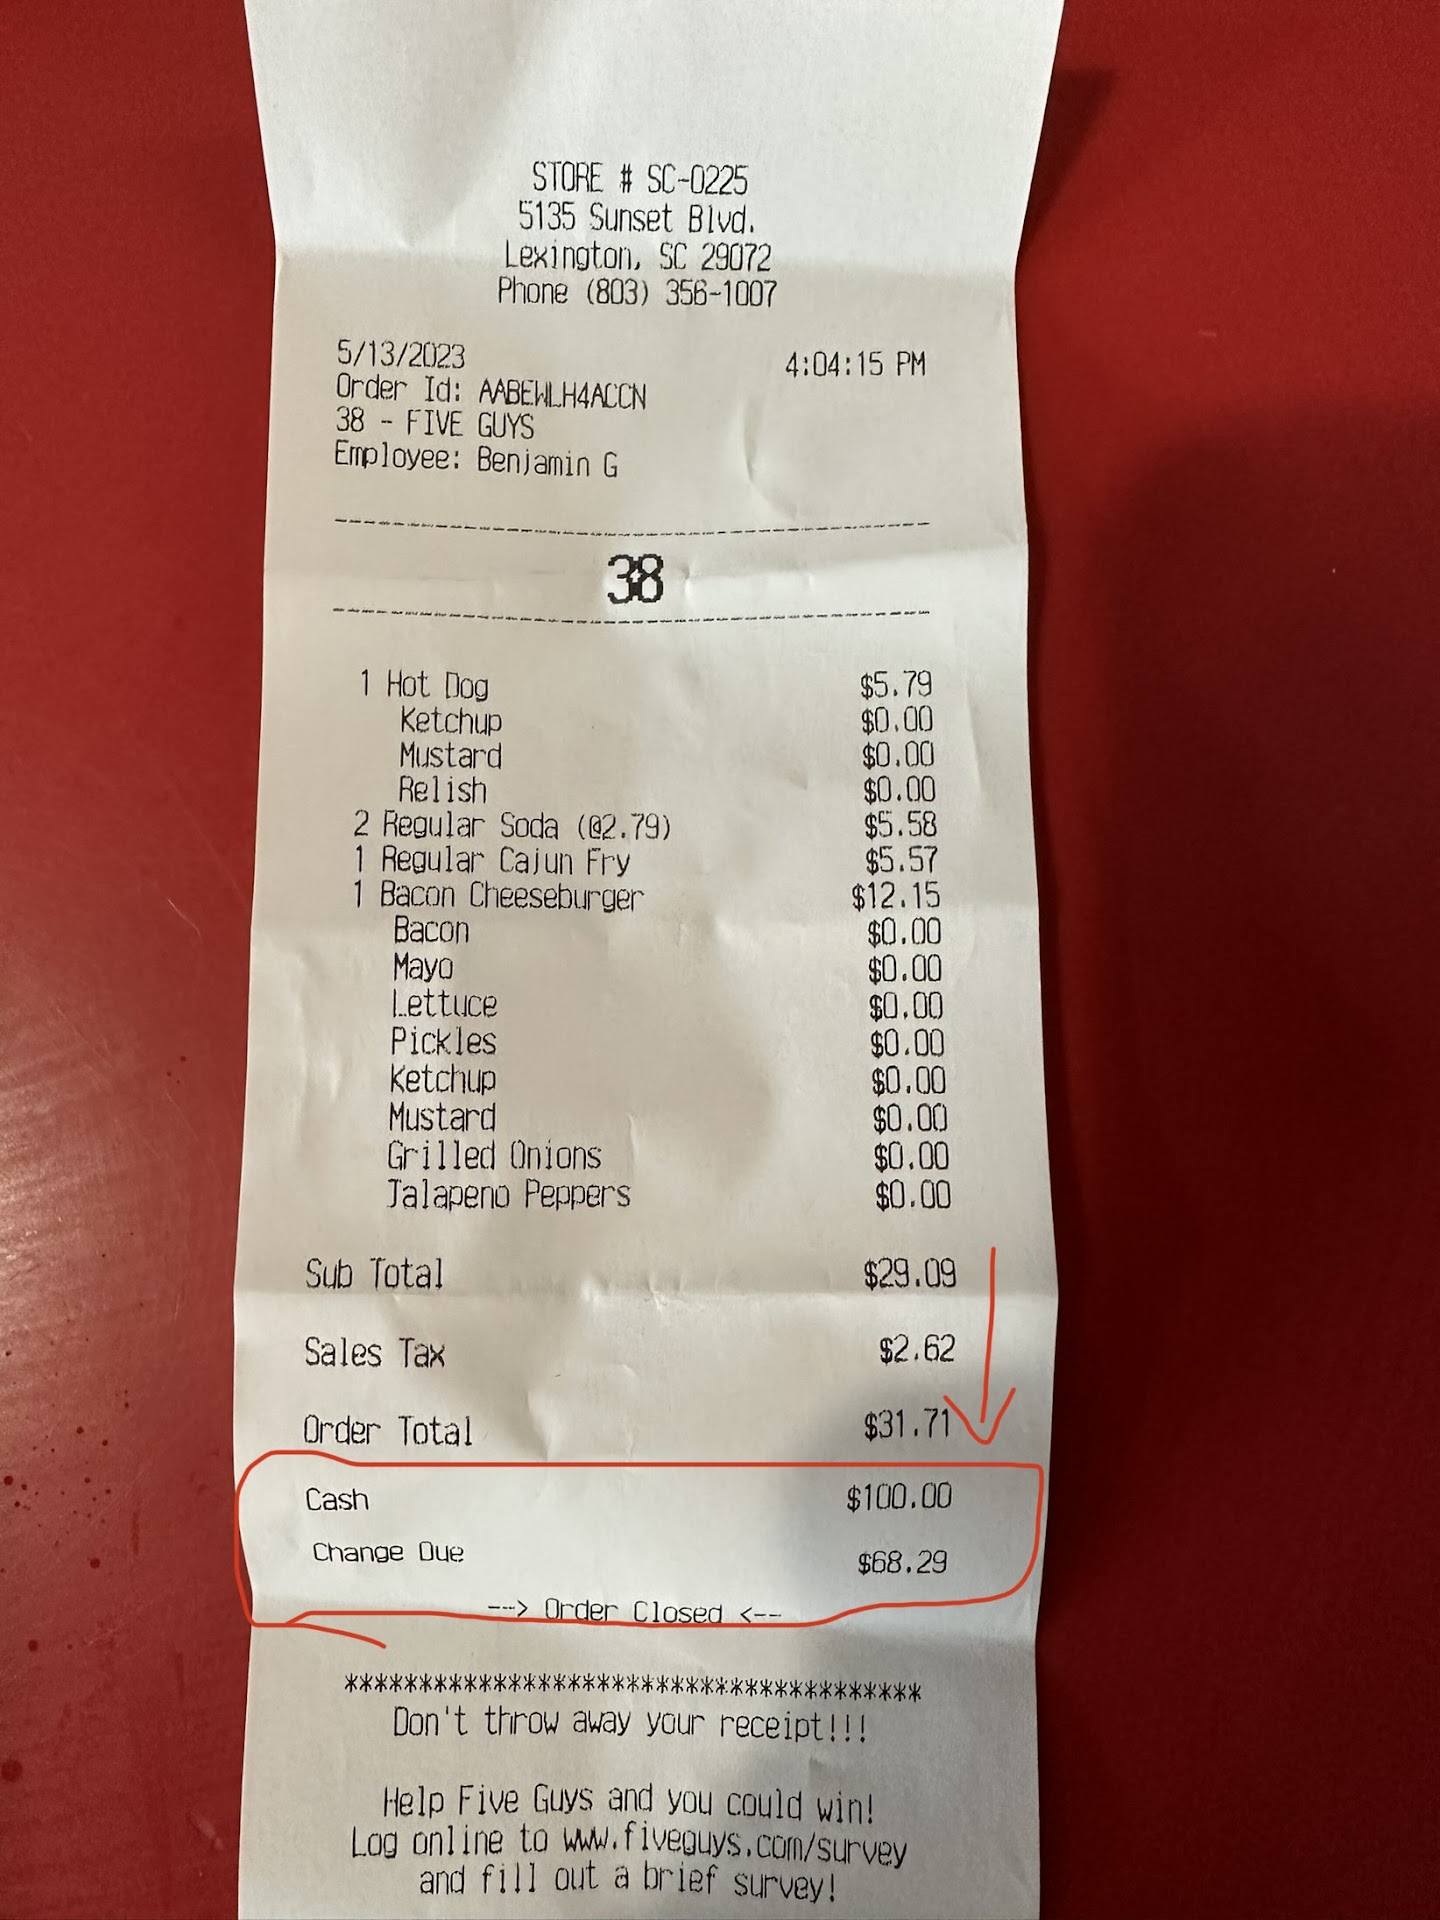 STORE # SC-0225
5135 Sunset Blvd.
Lexington, SC 29072
Phone (803) 356-1007
5/13/2023 4:04:15 PM
Order Id: AABEWLH4ACCN
38 - FIVE GUYS
Employee: Benjamin G
38
1 Hot Dog $5.79
Ketchup $0.00
Mustard $0.00
Relish $0.00
2 Regular Soda (@2.79) $5.58
1 Regular Cajun Fry $5.57
1 Bacon Cheeseburger $12.15
Bacon $0.00
Mayo $0.00
Lettuce $0.00
Pickles $0.00
Ketchup $0.00
Mustard $0.00
Grilled Onions $0.00
Jalapeno Peppers $0.00
Sub Total $29.09
Sales Tax $2.62
Order Total $31.71
Cash $100.00
Change Due $68.29
--> Order Closed <--
***************************************
Don't throw away your receipt!!!
Help Five Guys and you could win!
Log online to www.fiveguys.com/survey
and fill out a brief survey!